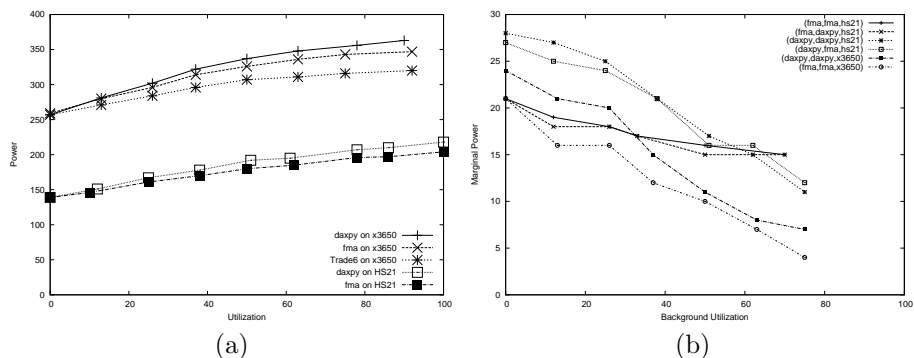 400
350
300
250
200
150
100
50
0
Power
0
20
40
60
80
100
Utilization
daxpy on x3650
fma on x3650
Trade6 on x3650
daxpy on HS21
fma on HS21
(a)
30
25
20
15
10
5
0
Marginal Power
0
20
40
60
80
100
Background Utilization
(fma,fma,hs21)
(fma,daxpy,hs21)
(daxpy,daxpy,hs21)
(daxpy,fma,hs21)
(daxpy,daxpy,x3650)
(fma,fma,x3650)
(b)